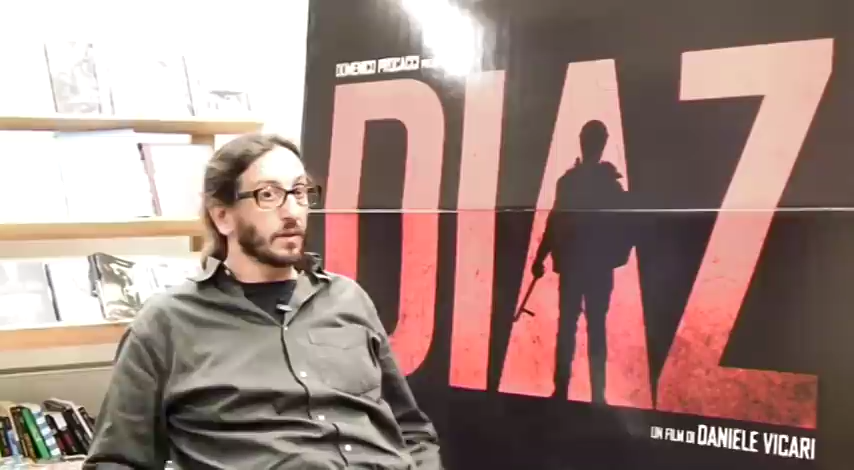 DOMENICO PROCACCI
DIAZ
UN FILM DI DANIELE VICARI